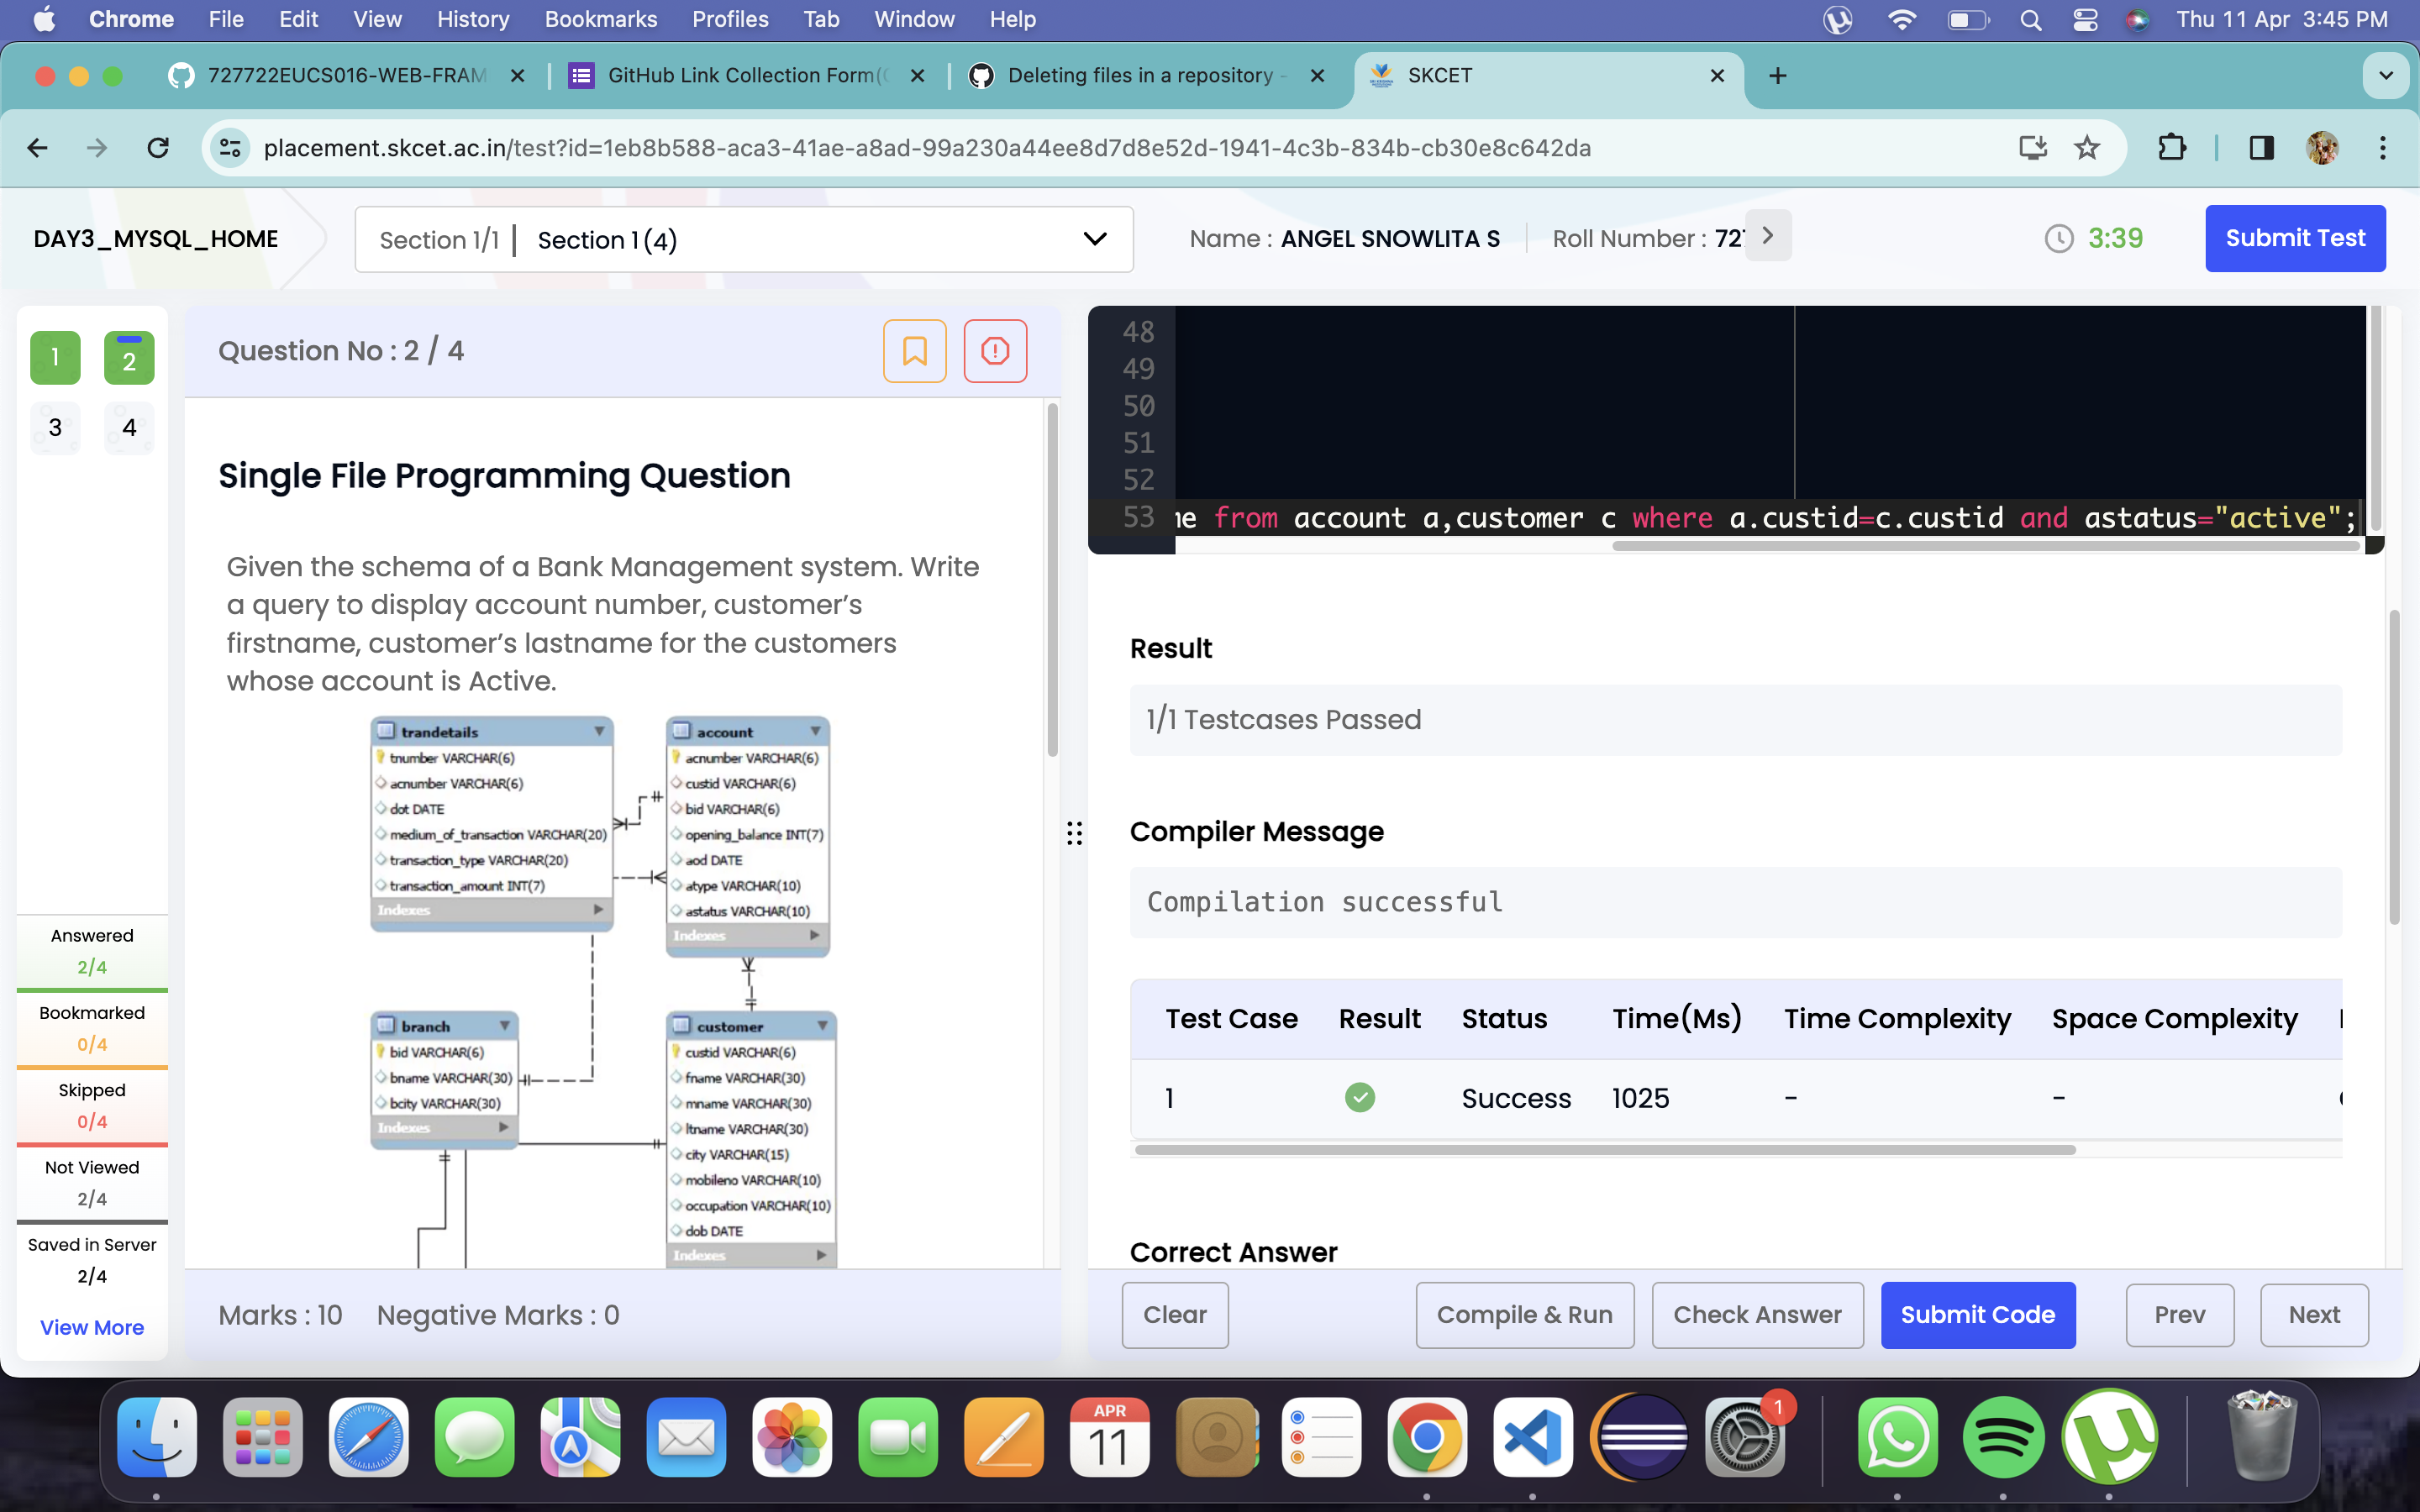 Chrome File Edit View History Bookmarks Profiles Tab Window Help
Thu 11 Apr 3:45 PM
727722EUCS016-WEB-FRAM
GitHub Link Collection Form(
Deleting files in a repository -
SKCET
placement.skcet.ac.in/test?id=1eb8b588-aca3-41ae-a8ad-99a230a44ee8d7d8e52d-1941-4c3b-834b-cb30e8c642da
DAY3_MYSQL_HOME
Section 1/1 | Section 1 (4)
Name : ANGEL SNOWLITA S
Roll Number : 727
3:39
Submit Test
1 2
3 4
Answered
2/4
Bookmarked
0/4
Skipped
0/4
Not Viewed
2/4
Saved in Server
2/4
View More
Question No : 2 / 4
Single File Programming Question
Given the schema of a Bank Management system. Write
a query to display account number, customer’s
firstname, customer’s lastname for the customers
whose account is Active.
trandetails
tnumber VARCHAR(6)
acnumber VARCHAR(6)
dot DATE
medium_of_transaction VARCHAR(20)
transaction_type VARCHAR(20)
transaction_amount INT(7)
Indexes
account
acnumber VARCHAR(6)
custid VARCHAR(6)
bid VARCHAR(6)
opening_balance INT(7)
aod DATE
atype VARCHAR(10)
astatus VARCHAR(10)
Indexes
branch
bid VARCHAR(6)
bname VARCHAR(30)
bcity VARCHAR(30)
Indexes
customer
custid VARCHAR(6)
fname VARCHAR(30)
mname VARCHAR(30)
ltname VARCHAR(30)
city VARCHAR(15)
mobileno VARCHAR(10)
occupation VARCHAR(10)
dob DATE
Indexes
Marks : 10 Negative Marks : 0
48
49
50
51
52
53 me from account a,customer c where a.custid=c.custid and astatus="active";
Result
1/1 Testcases Passed
Compiler Message
Compilation successful
Test Case Result Status Time(Ms) Time Complexity Space Complexity
1 Success 1025 - -
Correct Answer
Clear
Compile & Run
Check Answer
Submit Code
Prev
Next
APR
11
1